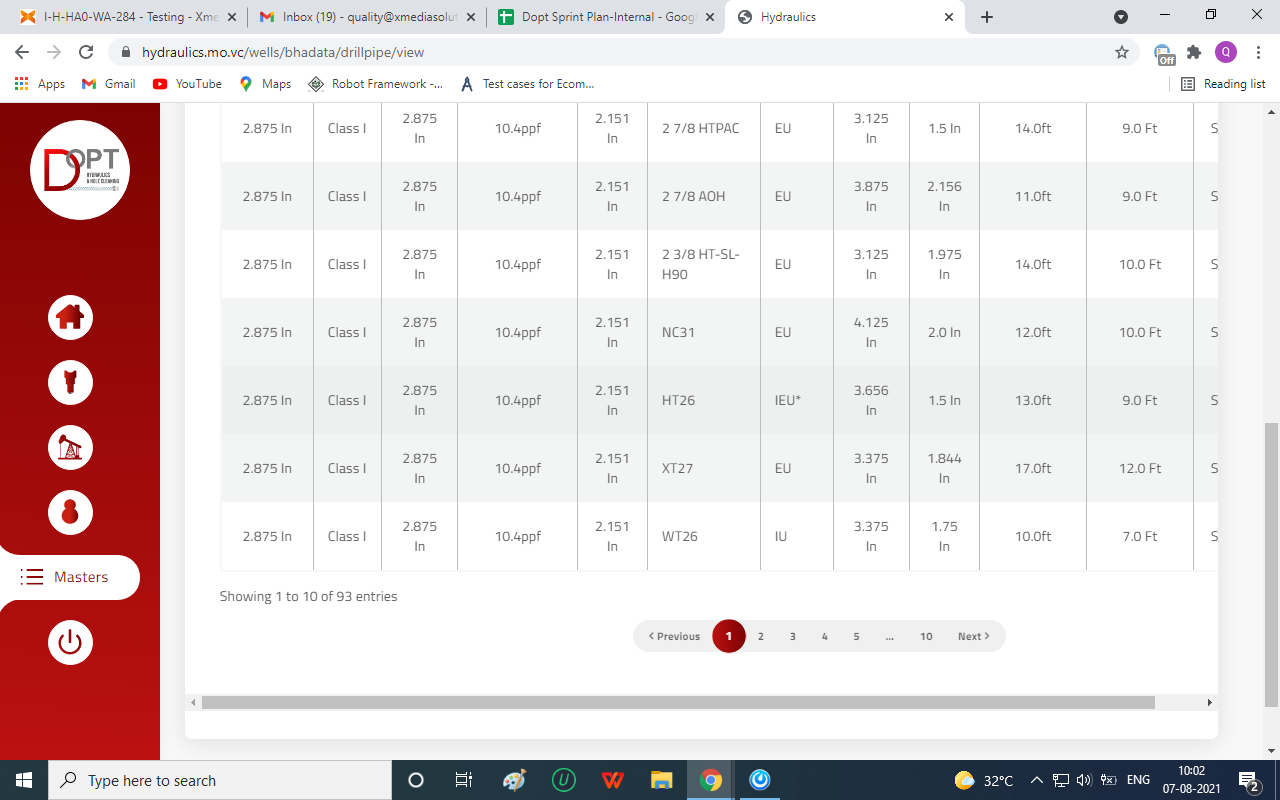 I-H-HA0-WA-284 - Testing - Xme
Inbox (19) - quality@xmediasolut
Dopt Sprint Plan-Internal - Goog
Hydraulics
hydraulics.mo.vc/wells/bhadata/drillpipe/view
Off
Q
Apps
Gmail
YouTube
Maps
Robot Framework -...
Test cases for Ecom...
Reading list
DOPT
HYDRAULICS
& HOLE CLEANING
Masters
2.875 In Class I 2.875 In 10.4ppf 2.151 In 2 7/8 HTPAC EU 3.125 In 1.5 In 14.0ft 9.0 Ft S
2.875 In Class I 2.875 In 10.4ppf 2.151 In 2 7/8 AOH EU 3.875 In 2.156 In 11.0ft 9.0 Ft S
2.875 In Class I 2.875 In 10.4ppf 2.151 In 2 3/8 HT-SL-H90 EU 3.125 In 1.975 In 14.0ft 10.0 Ft S
2.875 In Class I 2.875 In 10.4ppf 2.151 In NC31 EU 4.125 In 2.0 In 12.0ft 10.0 Ft S
2.875 In Class I 2.875 In 10.4ppf 2.151 In HT26 IEU* 3.656 In 1.5 In 13.0ft 9.0 Ft S
2.875 In Class I 2.875 In 10.4ppf 2.151 In XT27 EU 3.375 In 1.844 In 17.0ft 12.0 Ft S
2.875 In Class I 2.875 In 10.4ppf 2.151 In WT26 IU 3.375 In 1.75 In 10.0ft 7.0 Ft S
Showing 1 to 10 of 93 entries
Previous 1 2 3 4 5 ... 10 Next
Type here to search
32°C
ENG
10:02
07-08-2021
2